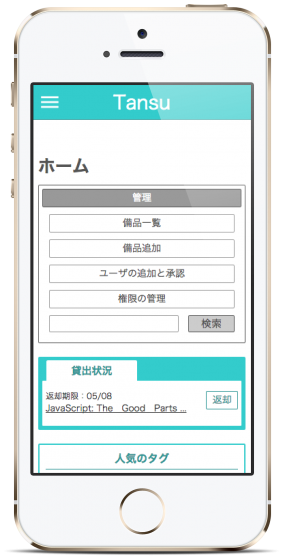 Tansu
ホーム
管理
備品一覧
備品追加
ユーザの追加と承認
権限の管理
検索
貸出状況
返却期限：05/08
JavaScript: The Good Parts ...
返却
人気のタグ